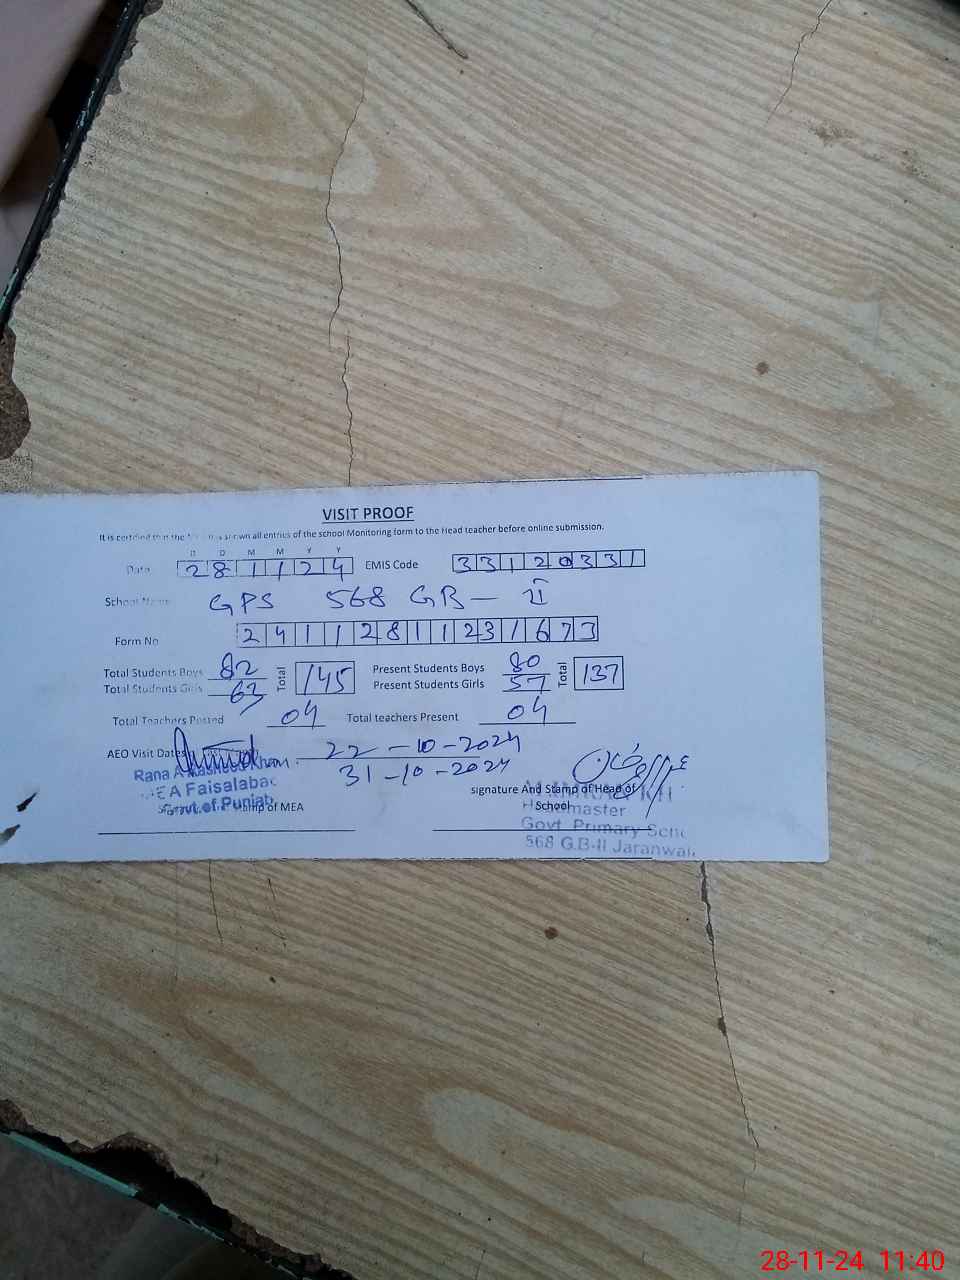 VISIT PROOF
It is certified that the shown all entries of the school Monitoring form to the Head teacher before online submission.
D D M M Y Y
Date 2 8 1 1 2 4 EMIS Code 3 3 1 2 0 3 3 1
School Name GPS 568 GB - II
Form No 2 4 1 1 2 8 1 1 2 3 1 6 7 3
Total Students Boys 82 Total 145 Present Students Boys 80 Total 137
Total Students Girls 63 Present Students Girls 57
Total Teachers Posted 04 Total teachers Present 04
AEO Visit Dates 22-10-2024
31-10-2024
Rana A Rasheed Khan
MEA Faisalabad
Govt. of Punjab
Stamp of MEA
signature And Stamp of Head of School
Headmaster
Govt Primary Scho
568 G.B-II Jaranwala
28-11-24 11:40